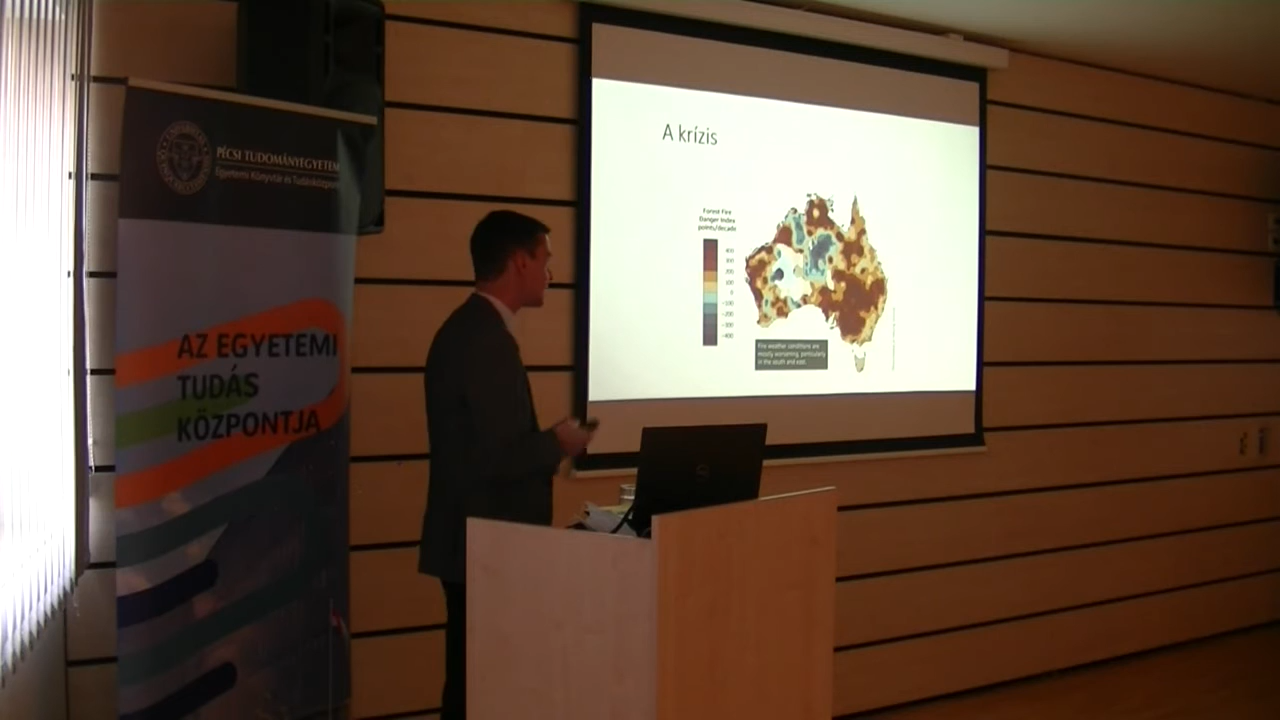 PÉCSI TUDOMÁNYEGYETEM
Egyetemi Könyvtár és Tudásközpont
AZ EGYETEMI
TUDÁS
KÖZPONTJA
A krízis
Forest Fire
Danger Index
points/decade
400
300
200
100
0
-100
-200
-300
-400
Fire weather conditions are
mostly worsening, particularly
in the south and east.